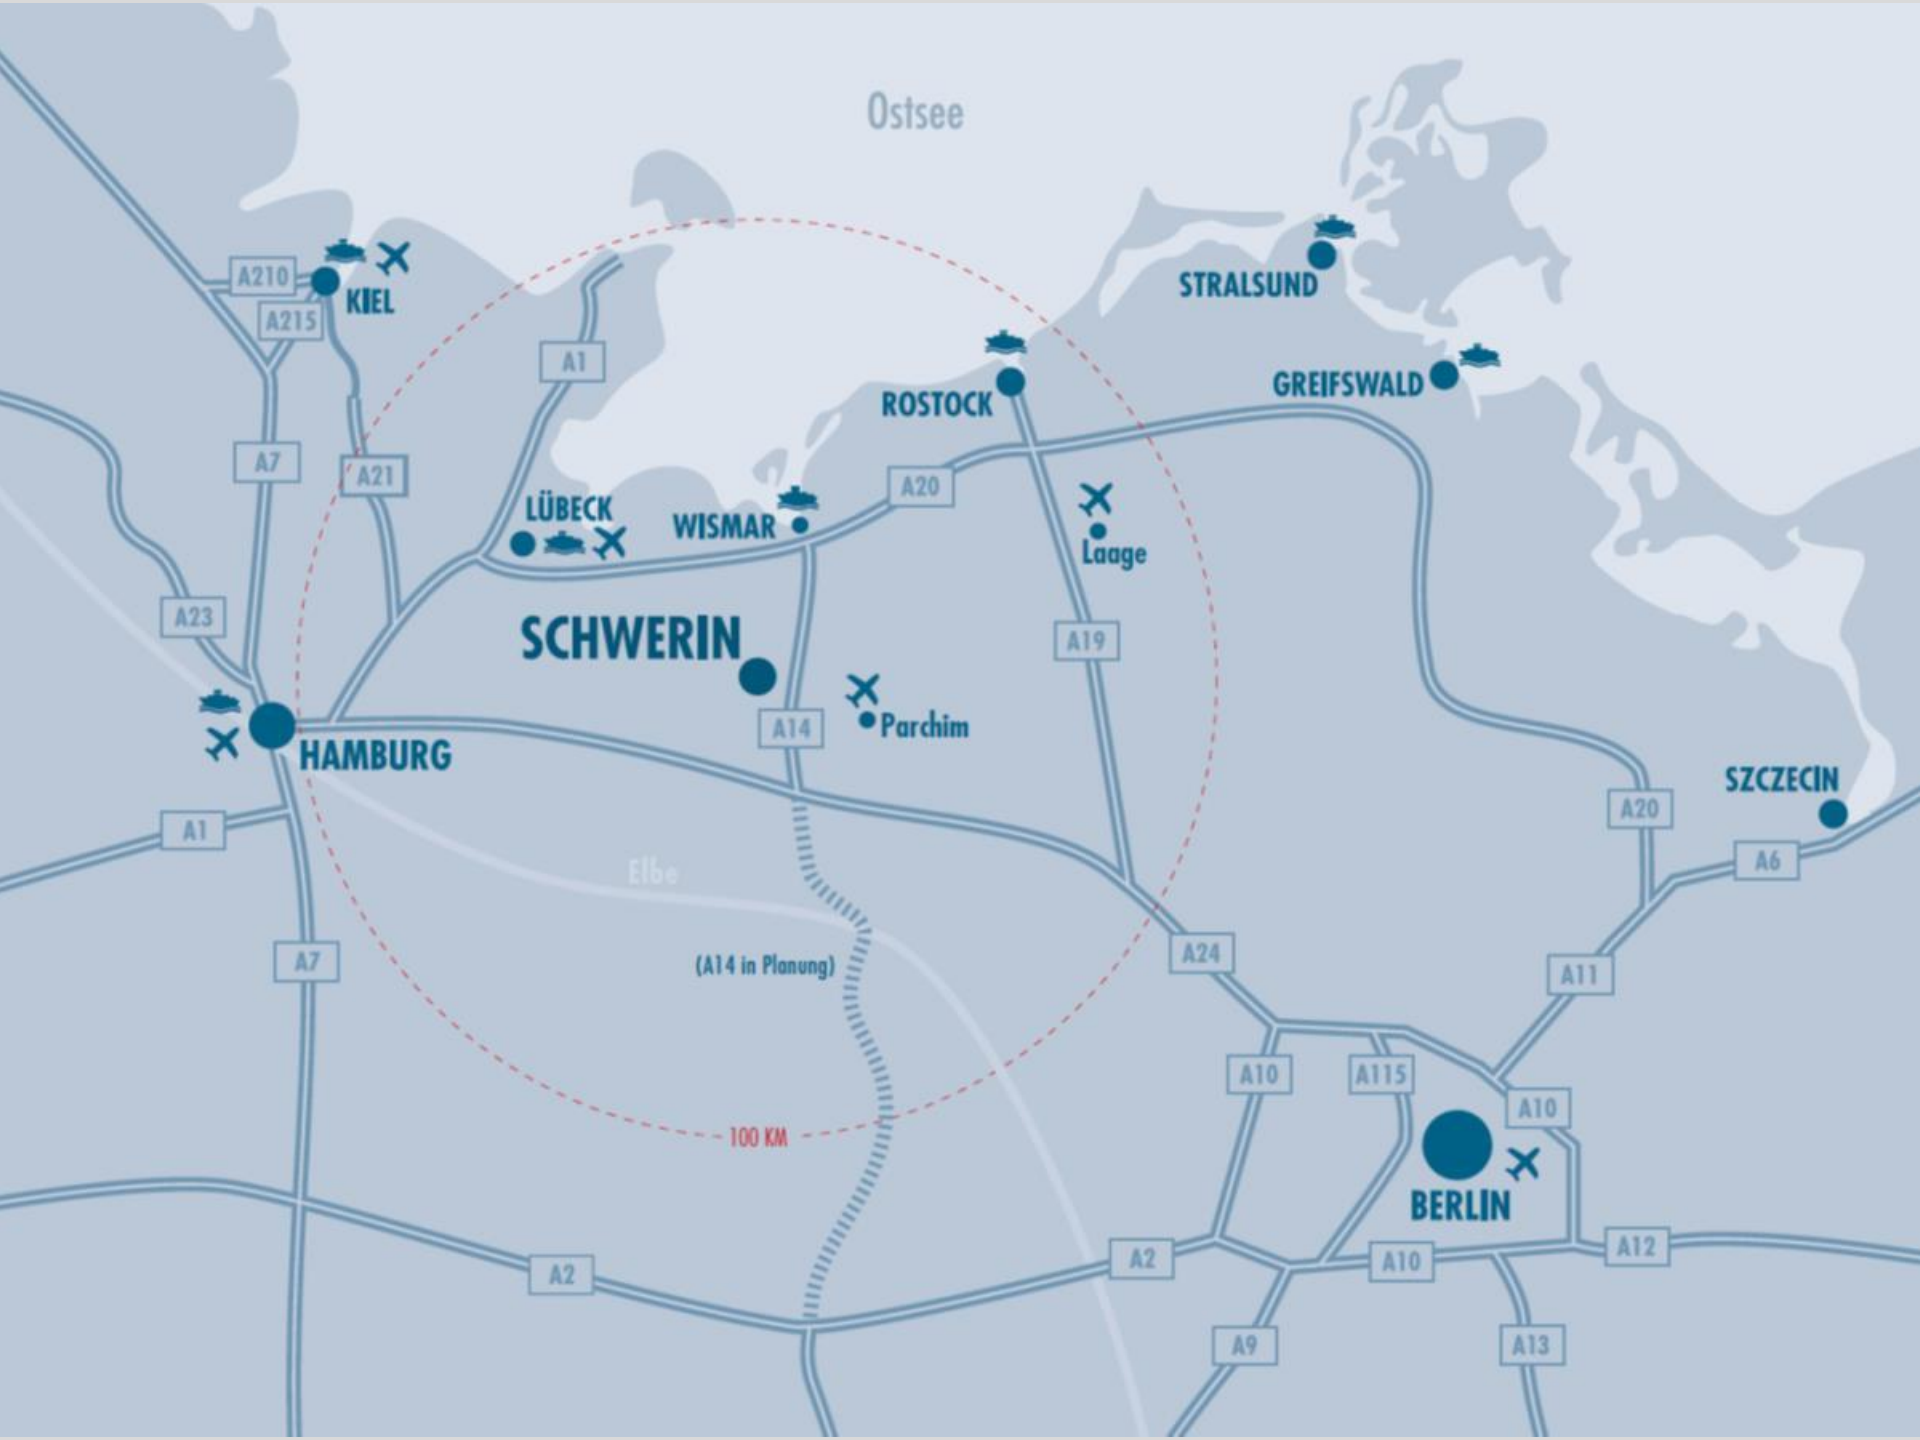 Ostsee
A210
KIEL
A215
STRALSUND
A1
ROSTOCK
GREIFSWALD
A7
A21
A20
LÜBECK
WISMAR
Laage
A23
SCHWERIN
A19
A14
Parchim
HAMBURG
SZCZECIN
A20
A1
A6
Elbe
A7
(A14 in Planung)
A24
A11
A10
A115
A10
100 KM
BERLIN
A2
A2
A10
A12
A9
A13